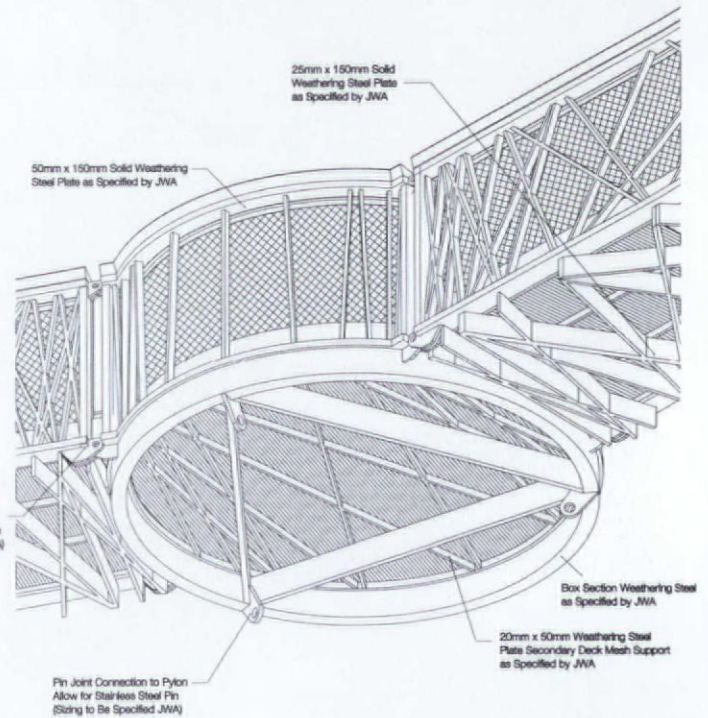 25mm x 150mm Solid
Weathering Steel Plate
as Specified by JWA
50mm x 150mm Solid Weathering
Steel Plate as Specified by JWA
Box Section Weathering Steel
as Specified by JWA
20mm x 50mm Weathering Steel
Plate Secondary Deck Mesh Support
as Specified by JWA
Pin Joint Connection to Pylon
Allow for Stainless Steel Pin
(Sizing to Be Specified JWA)